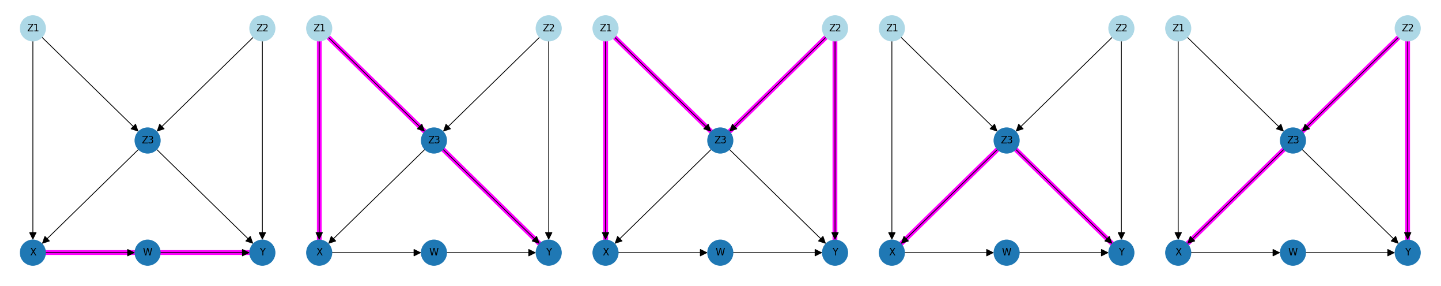 Z1 Z2 Z1 Z2 Z1 Z2 Z1 Z2 Z1 Z2
Z3 Z3 Z3 Z3 Z3
X W Y X W Y X W Y X W Y X W Y